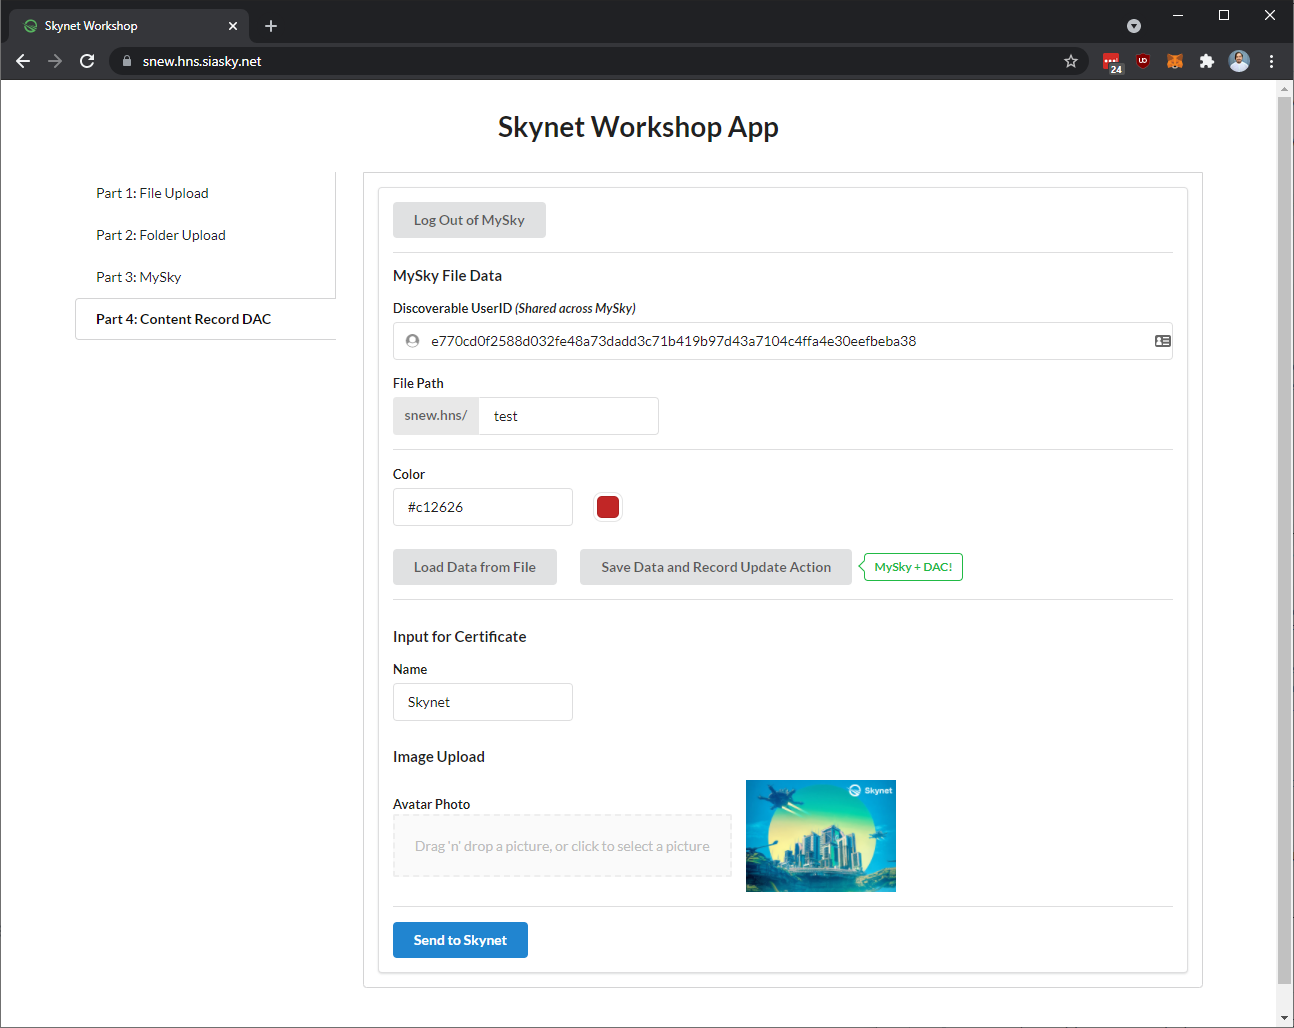 Skynet Workshop
snew.hns.siasky.net
24
UD
Skynet Workshop App
Part 1: File Upload
Part 2: Folder Upload
Part 3: MySky
Part 4: Content Record DAC
Log Out of MySky
MySky File Data
Discoverable UserID (Shared across MySky)
e770cd0f2588d032fe48a73dadd3c71b419b97d43a7104c4ffa4e30eefbeba38
File Path
snew.hns/ test
Color
#c12626
Load Data from File Save Data and Record Update Action MySky + DAC!
Input for Certificate
Name
Skynet
Image Upload
Skynet
Avatar Photo
Drag 'n' drop a picture, or click to select a picture
Send to Skynet